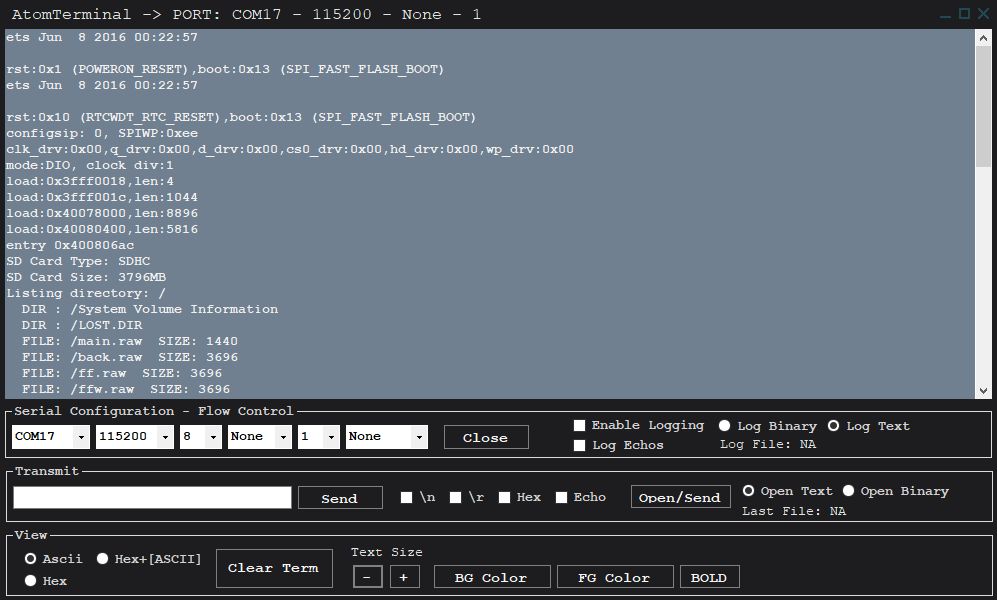 AtomTerminal -> PORT: COM17 - 115200 - None - 1
ets Jun  8 2016 00:22:57
rst:0x1 (POWERON_RESET),boot:0x13 (SPI_FAST_FLASH_BOOT)
ets Jun  8 2016 00:22:57
rst:0x10 (RTCWDT_RTC_RESET),boot:0x13 (SPI_FAST_FLASH_BOOT)
configsip: 0, SPIWP:0xee
clk_drv:0x00,q_drv:0x00,d_drv:0x00,cs0_drv:0x00,hd_drv:0x00,wp_drv:0x00
mode:DIO, clock div:1
load:0x3fff0018,len:4
load:0x3fff001c,len:1044
load:0x40078000,len:8896
load:0x40080400,len:5816
entry 0x400806ac
SD Card Type: SDHC
SD Card Size: 3796MB
Listing directory: /
DIR : /System Volume Information
DIR : /LOST.DIR
FILE: /main.raw  SIZE: 1440
FILE: /back.raw  SIZE: 3696
FILE: /ff.raw  SIZE: 3696
FILE: /ffw.raw  SIZE: 3696
Serial Configuration - Flow Control
COM17 115200 8 None 1 None Close
Enable Logging Log Binary Log Text
Log Echos Log File: NA
Transmit
Send \n \r Hex Echo Open/Send Open Text Open Binary
Last File: NA
View
Ascii Hex+[ASCII] Clear Term Text Size
Hex - + BG Color FG Color BOLD